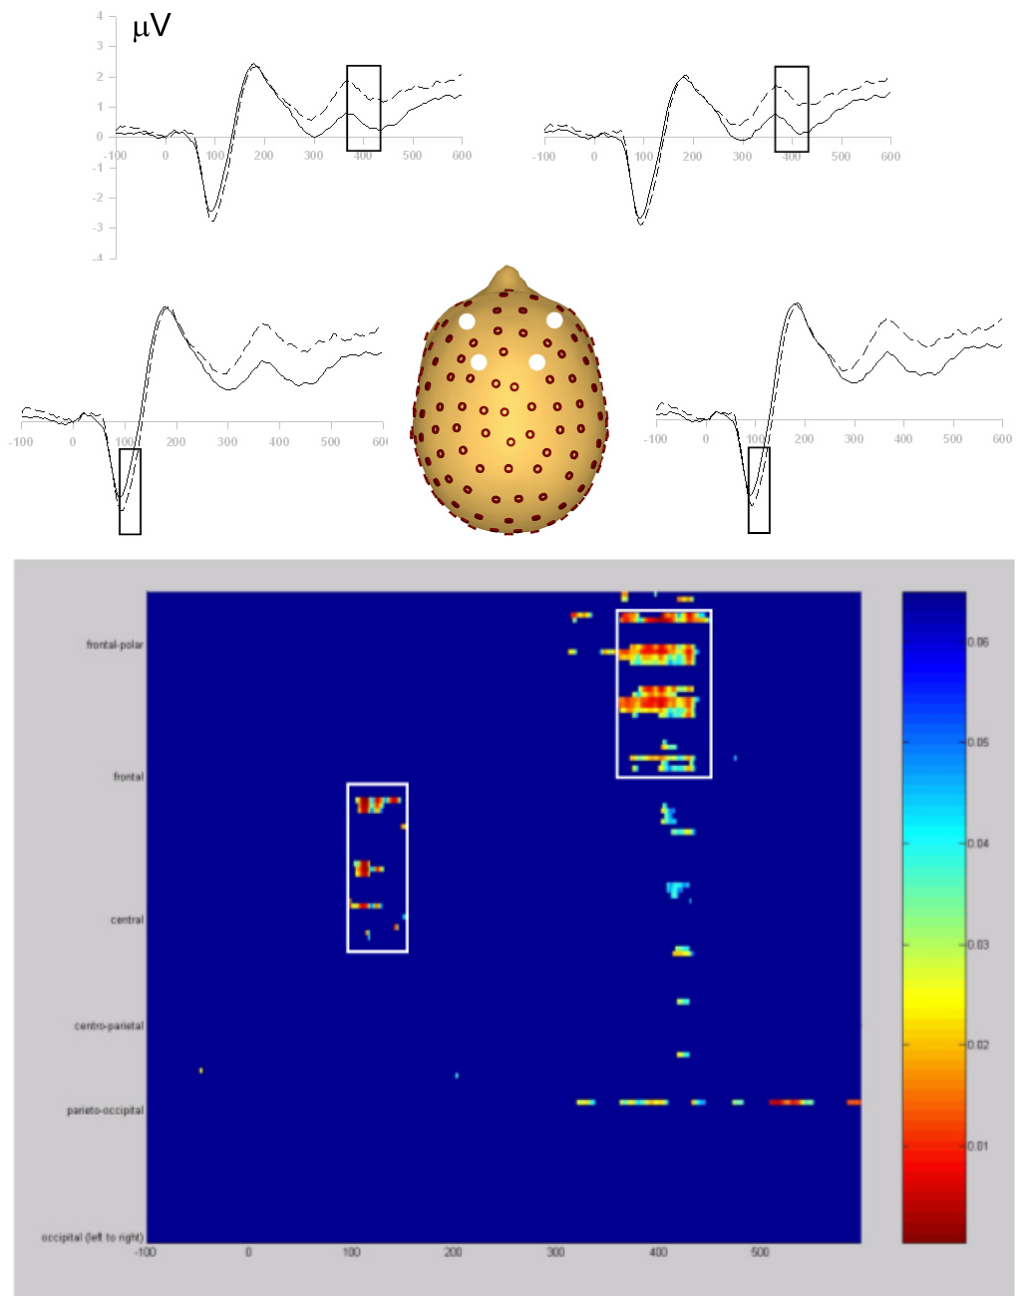 4
μV
3
2
1
0
-100 0 100 200 300 400 500 600
-1
-2
-3
-4
-100 0 100 200 300 400 500 600
-100 0 100 200 300 400 500 600
-100 0 100 200 300 400 500 600
frontal-polar
frontal
central
centro-parietal
parieto-occipital
occipital (left to right)
-100 0 100 200 300 400 500
0.06
0.05
0.04
0.03
0.02
0.01